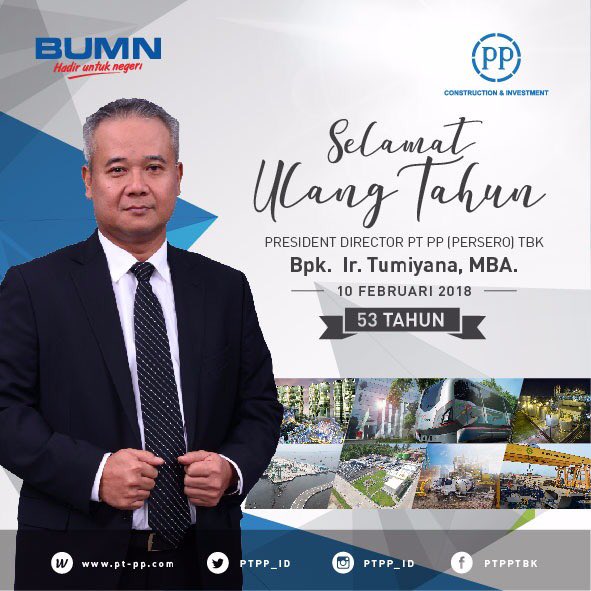 BUMN
Hadir untuk negeri
PP
CONSTRUCTION & INVESTMENT
Selamat
Ulang Tahun
PRESIDENT DIRECTOR PT PP (PERSERO) TBK
Bpk. Ir. Tumiyana, MBA.
10 FEBRUARI 2018
53 TAHUN
www.pt-pp.com PTPP_ID PTPP_ID PTPPTBK